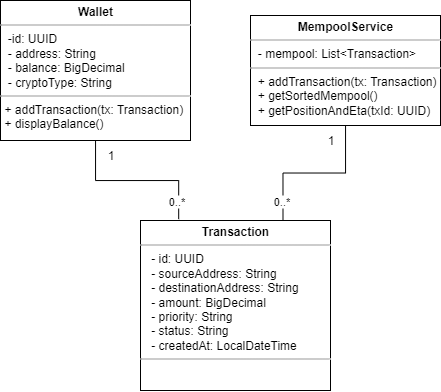 Wallet
-id: UUID
- address: String
- balance: BigDecimal
- cryptoType: String
+ addTransaction(tx: Transaction)
+ displayBalance()
MempoolService
- mempool: List<Transaction>
+ addTransaction(tx: Transaction)
+ getSortedMempool()
+ getPositionAndEta(txId: UUID)
1
1
0..*
0..*
Transaction
- id: UUID
- sourceAddress: String
- destinationAddress: String
- amount: BigDecimal
- priority: String
- status: String
- createdAt: LocalDateTime